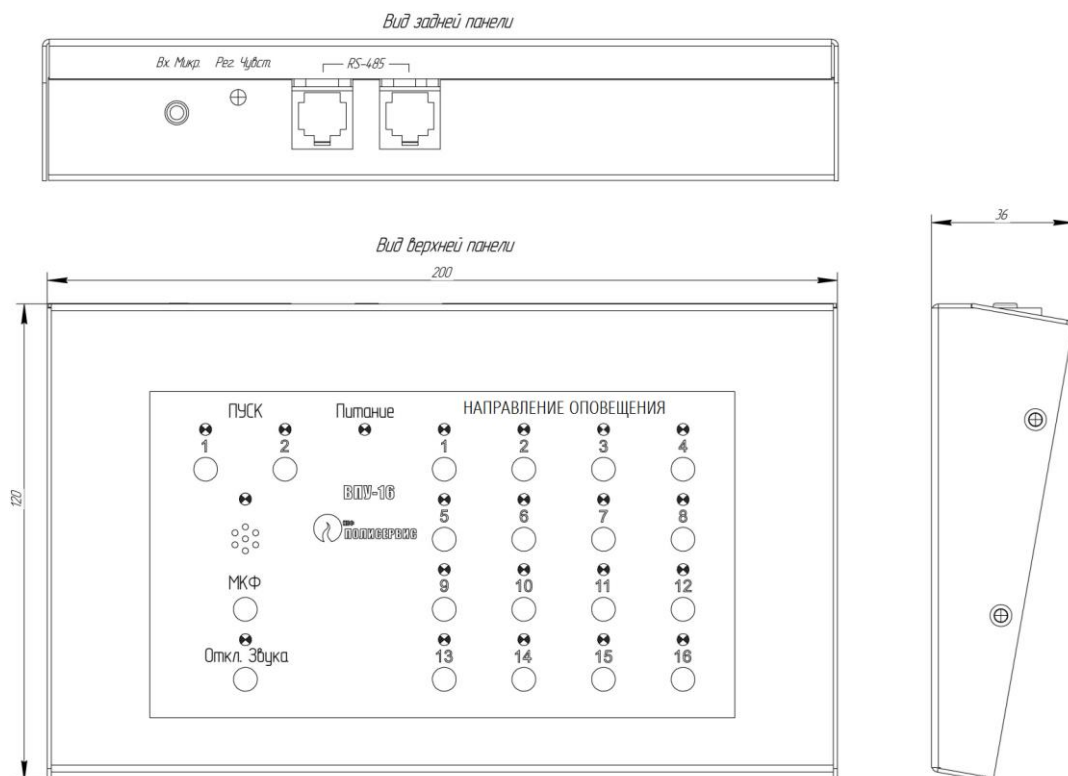 Вид задней панели
Вх. Микр. Рег. Чувст. RS-485
36
Вид верхней панели
200
120
ПУСК Питание НАПРАВЛЕНИЕ ОПОВЕЩЕНИЯ
1 2 1 2 3 4
ВПУ-16
5 6 7 8
НПО
ПОЛИСЕРВИС
МКФ 9 10 11 12
Откл. Звука 13 14 15 16